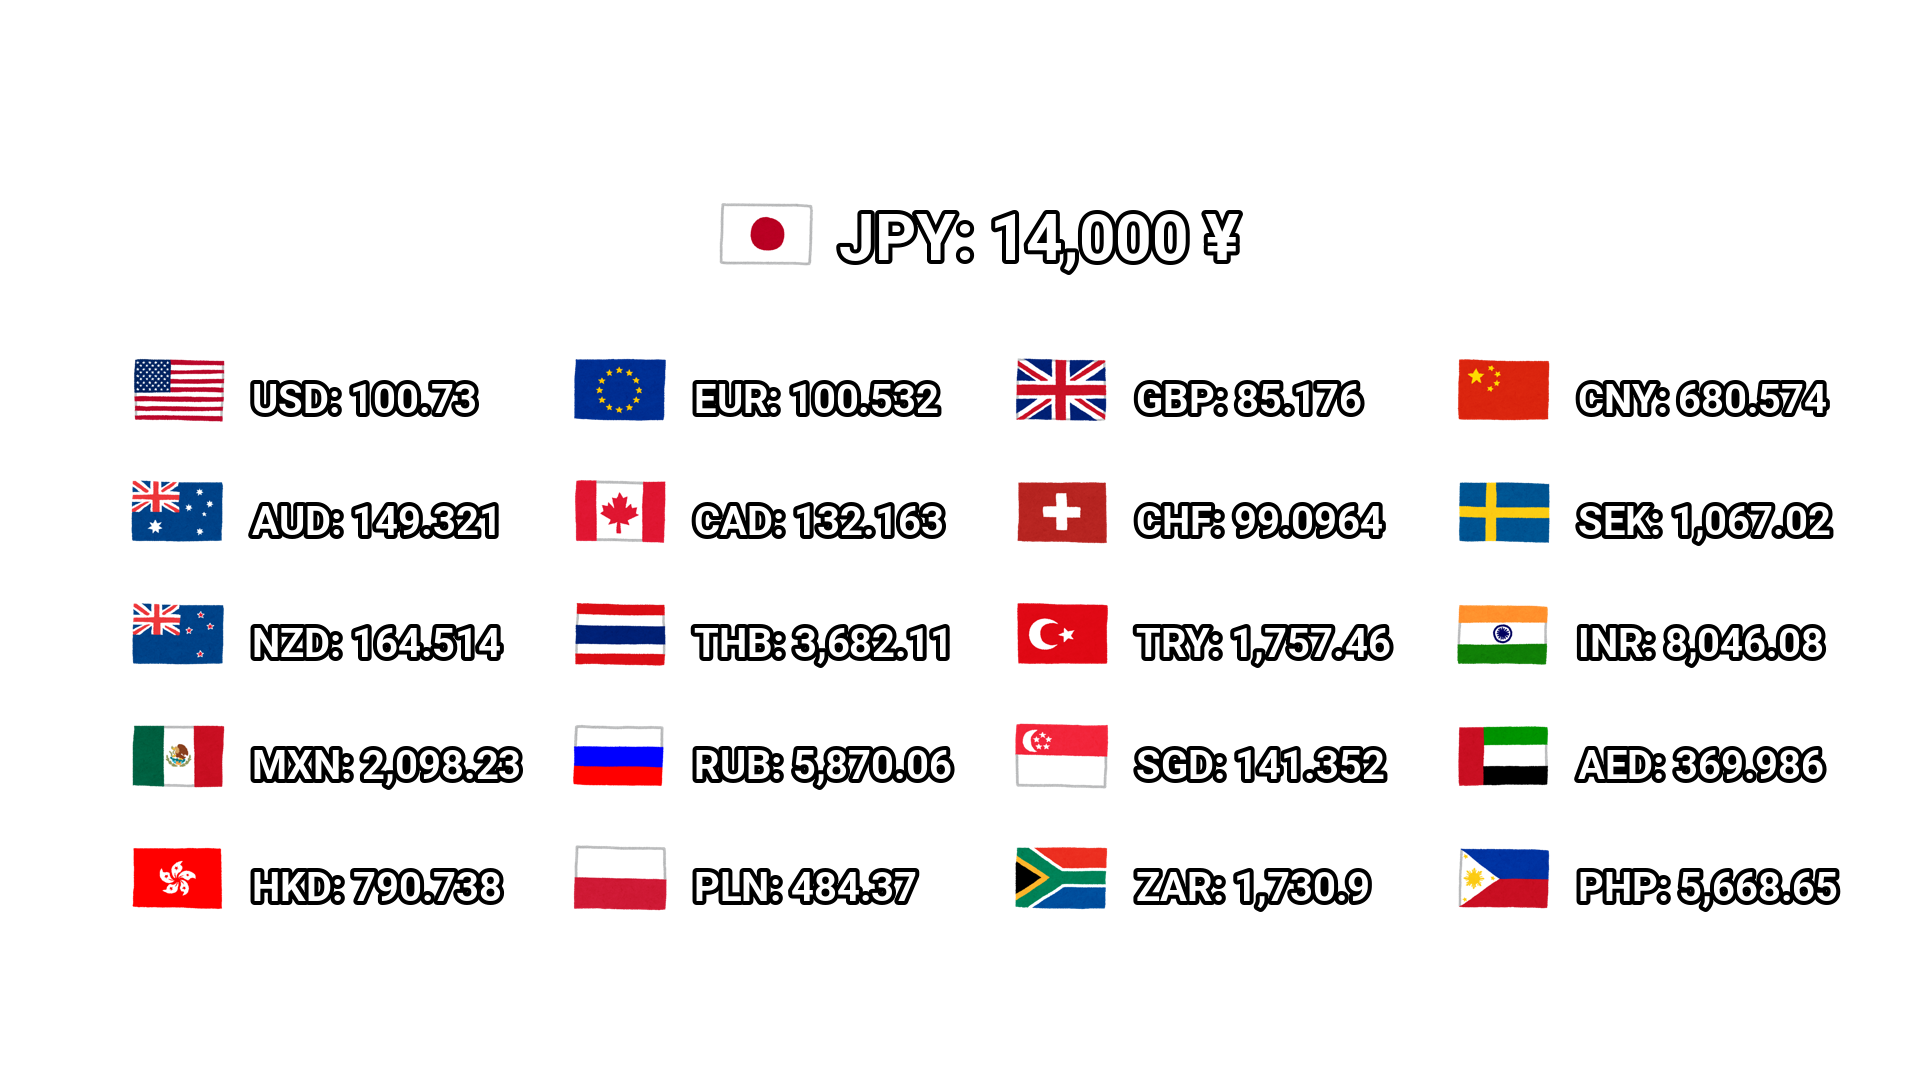 JPY: 14,000 ¥
USD: 100.73
EUR: 100.532
GBP: 85.176
CNY: 680.574
AUD: 149.321
CAD: 132.163
CHF: 99.0964
SEK: 1,067.02
NZD: 164.514
THB: 3,682.11
TRY: 1,757.46
INR: 8,046.08
MXN: 2,098.23
RUB: 5,870.06
SGD: 141.352
AED: 369.986
HKD: 790.738
PLN: 484.37
ZAR: 1,730.9
PHP: 5,668.65